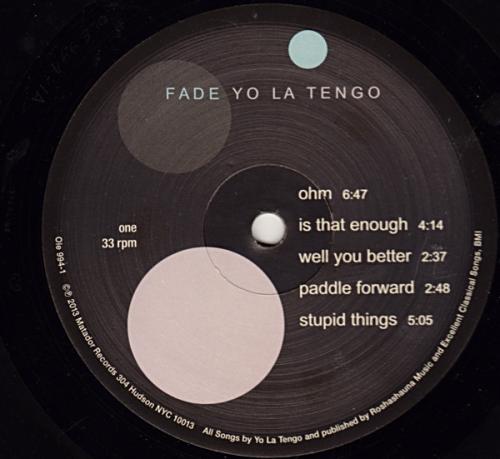 FADE YO LA TENGO
ohm 6:47
is that enough 4:14
well you better 2:37
paddle forward 2:48
stupid things 5:05
one
33 rpm
Ole 994-1 ℗© 2013 Matador Records 304 Hudson NYC 10013 All Songs by Yo La Tengo and published by Roshashauna Music and Excellent Classical Songs, BMI